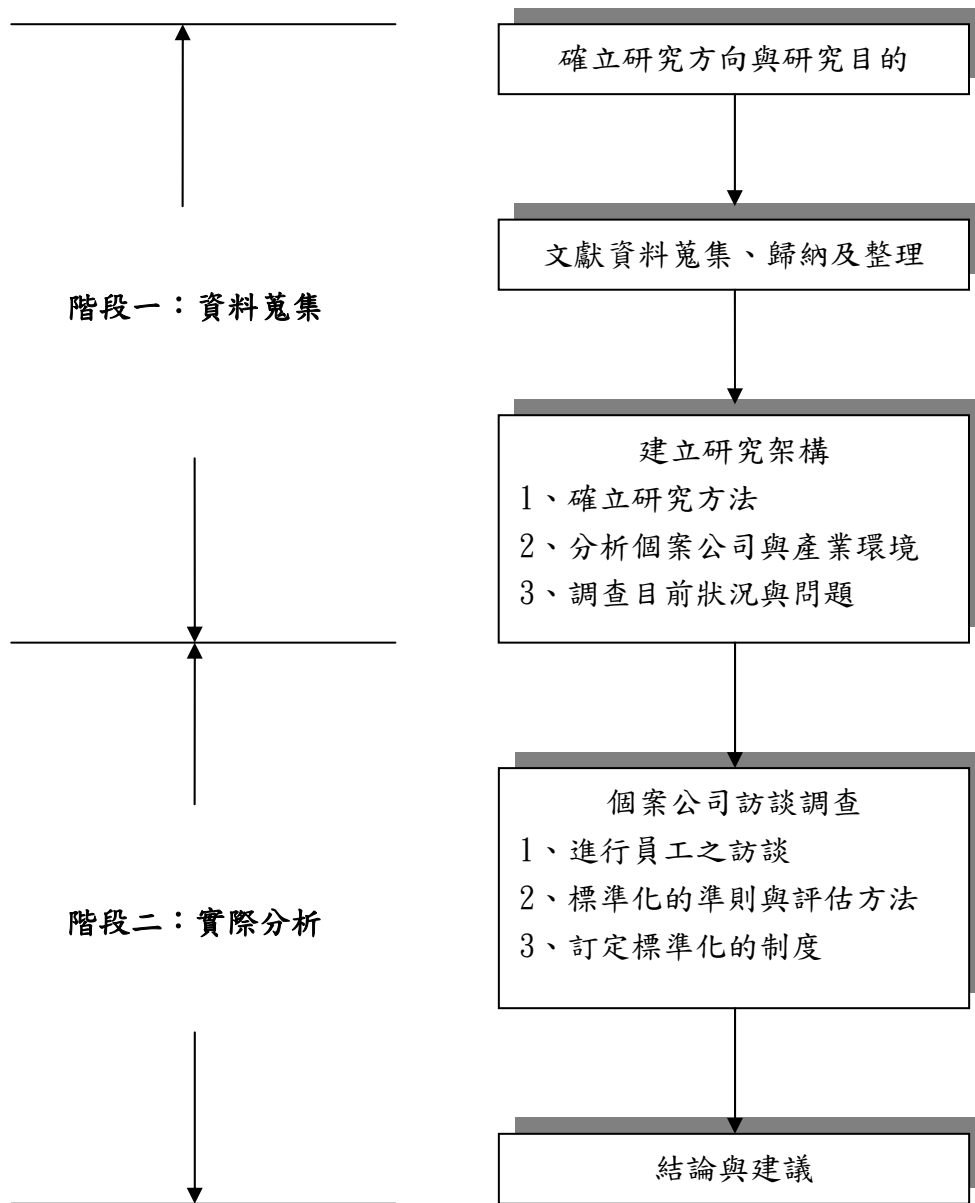 確立研究方向與研究目的
文獻資料蒐集、歸納及整理
階段一：資料蒐集
建立研究架構
1、確立研究方法
2、分析個案公司與產業環境
3、調查目前狀況與問題
個案公司訪談調查
1、進行員工之訪談
2、標準化的準則與評估方法
3、訂定標準化的制度
階段二：實際分析
結論與建議